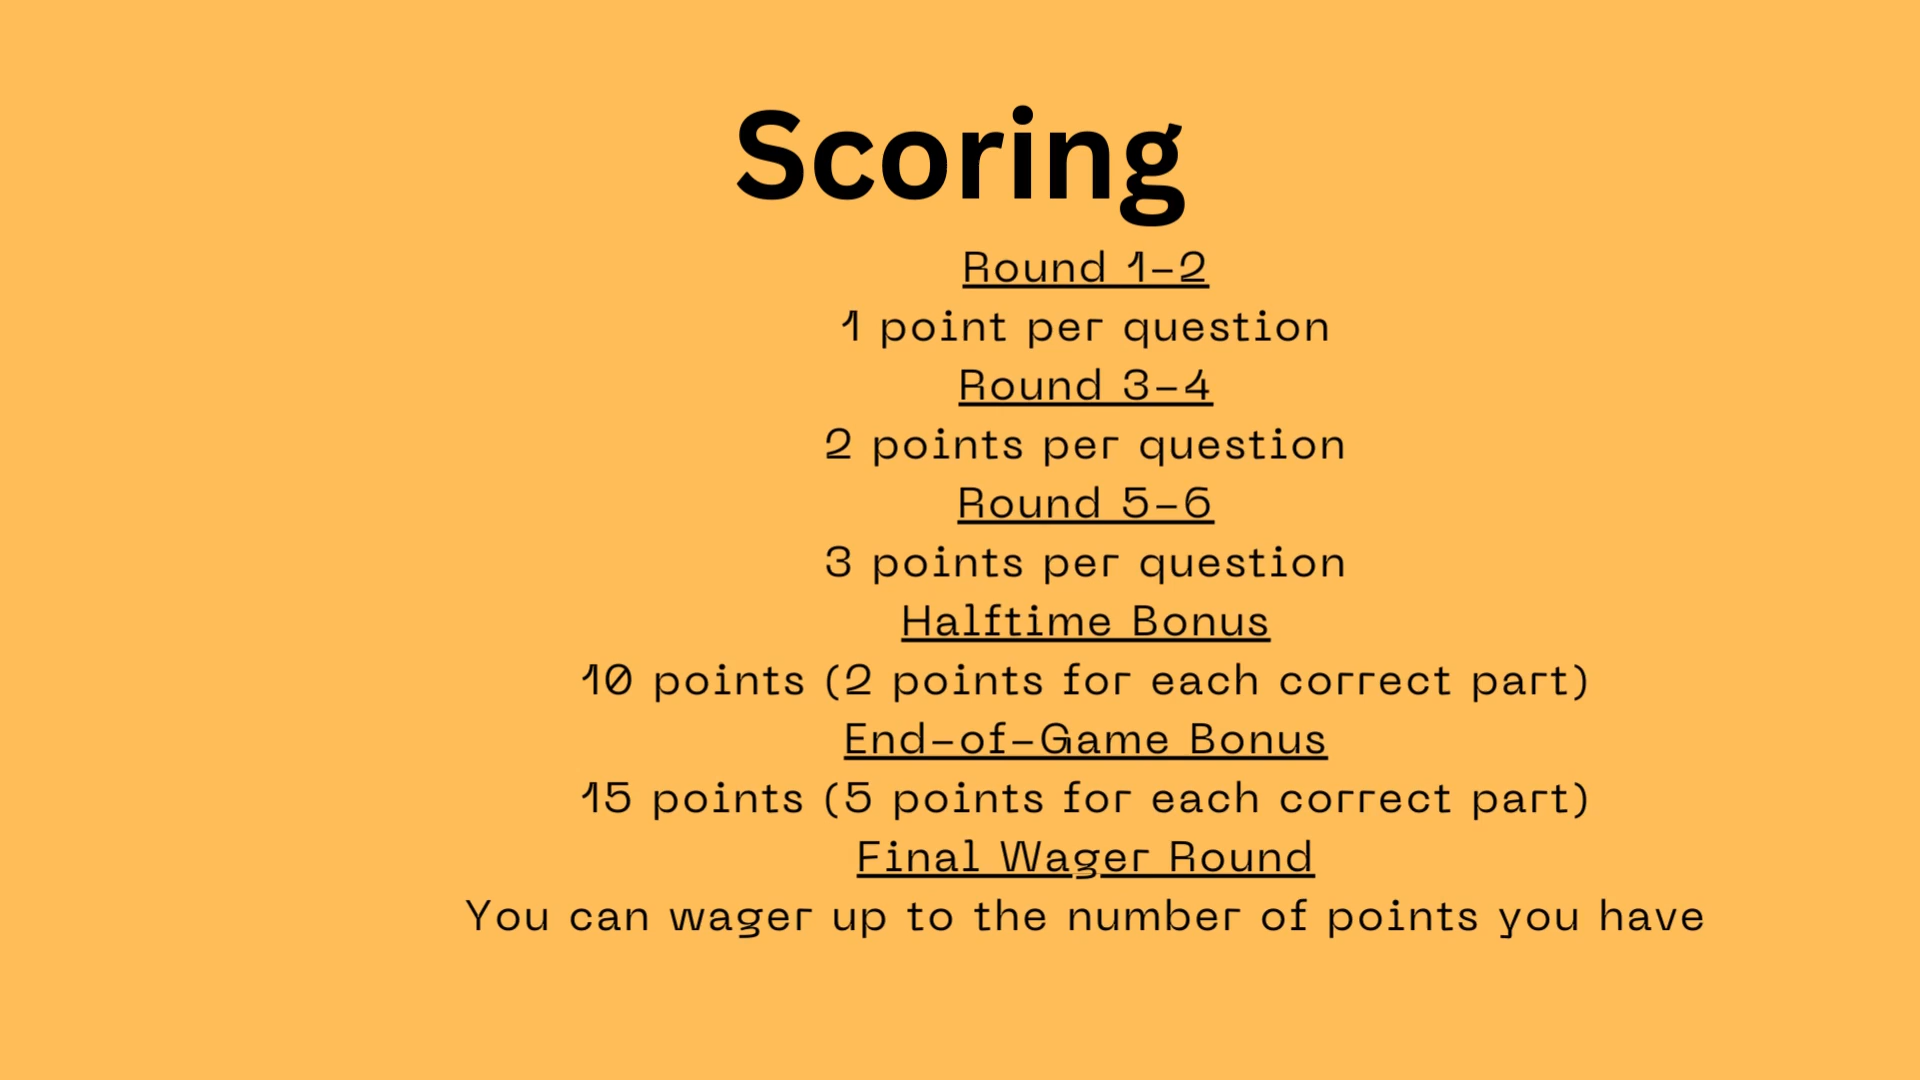 Scoring
Round 1-2
1 point per question
Round 3-4
2 points per question
Round 5-6
3 points per question
Halftime Bonus
10 points (2 points for each correct part)
End-of-Game Bonus
15 points (5 points for each correct part)
Final Wager Round
You can wager up to the number of points you have